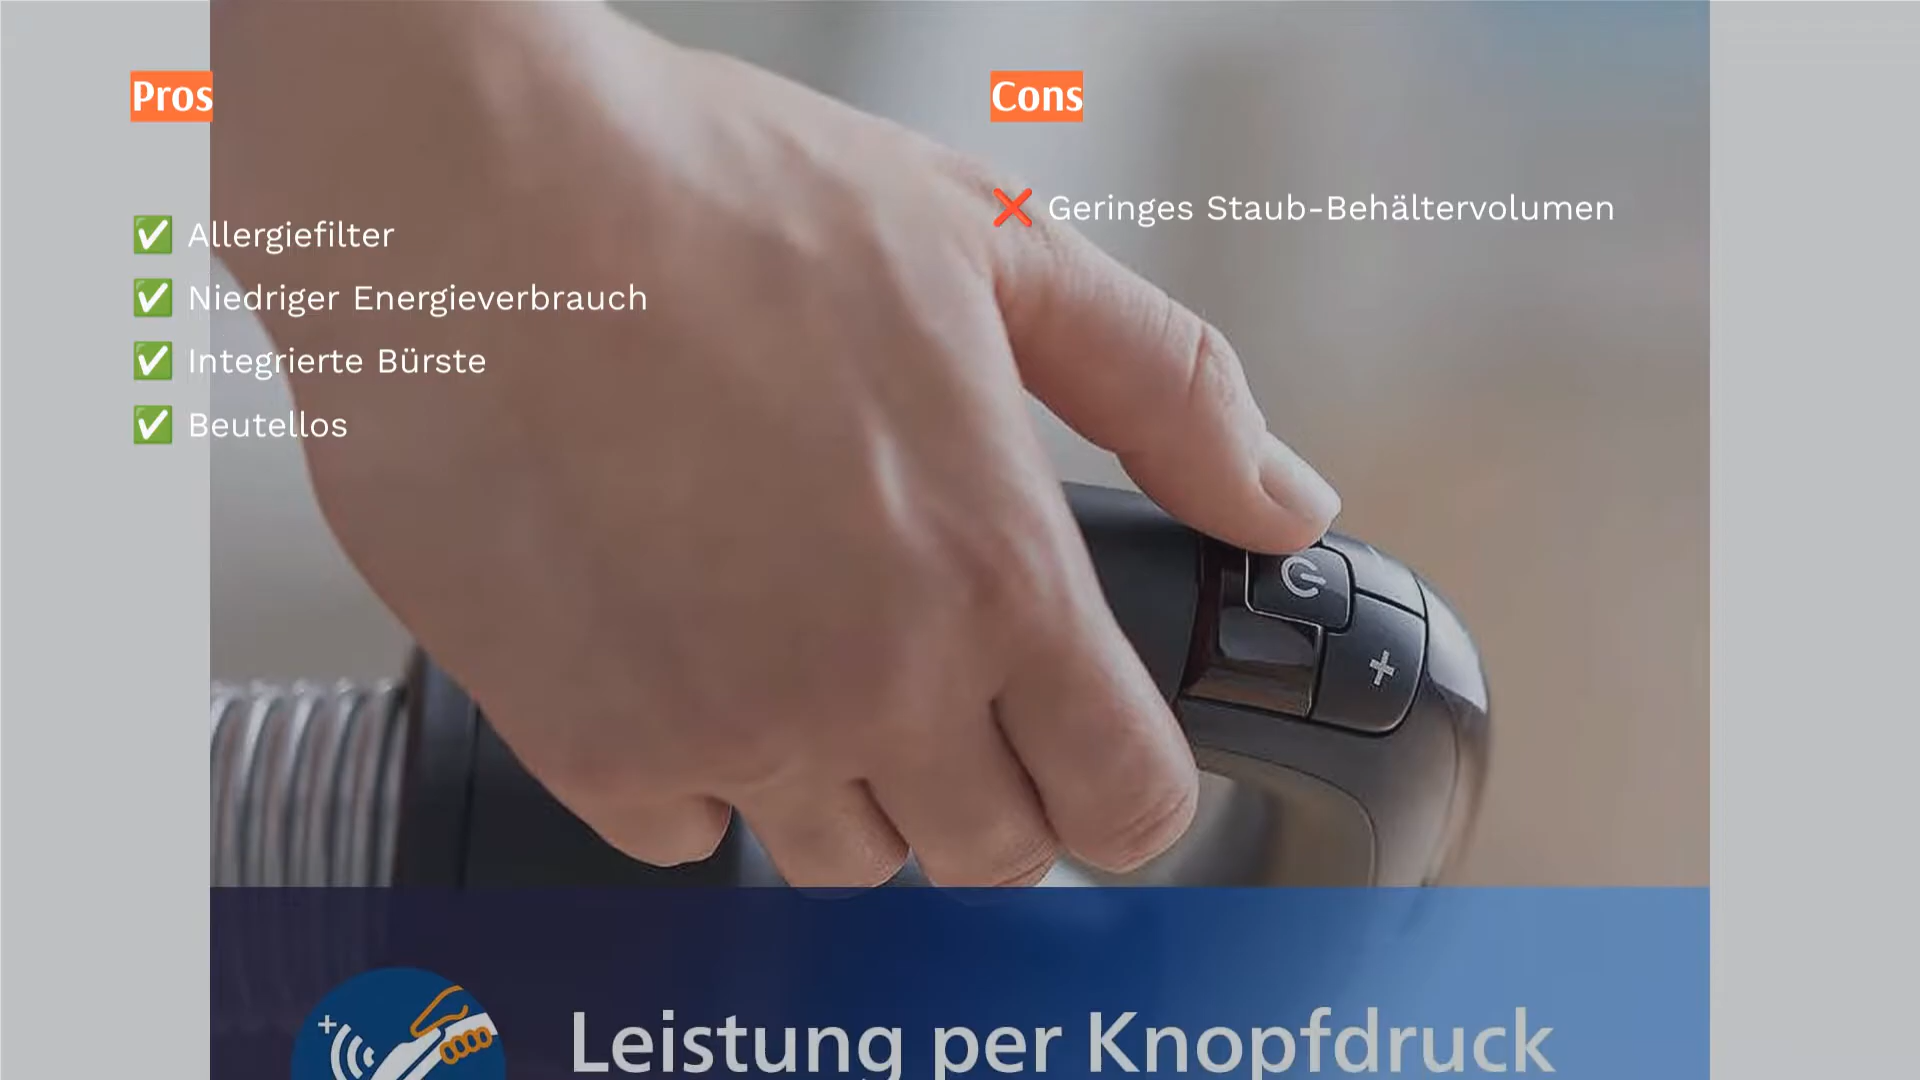 Pros
✅ Allergiefilter
✅ Niedriger Energieverbrauch
✅ Integrierte Bürste
✅ Beutellos
Cons
❌ Geringes Staub-Behältervolumen
Leistung per Knopfdruck